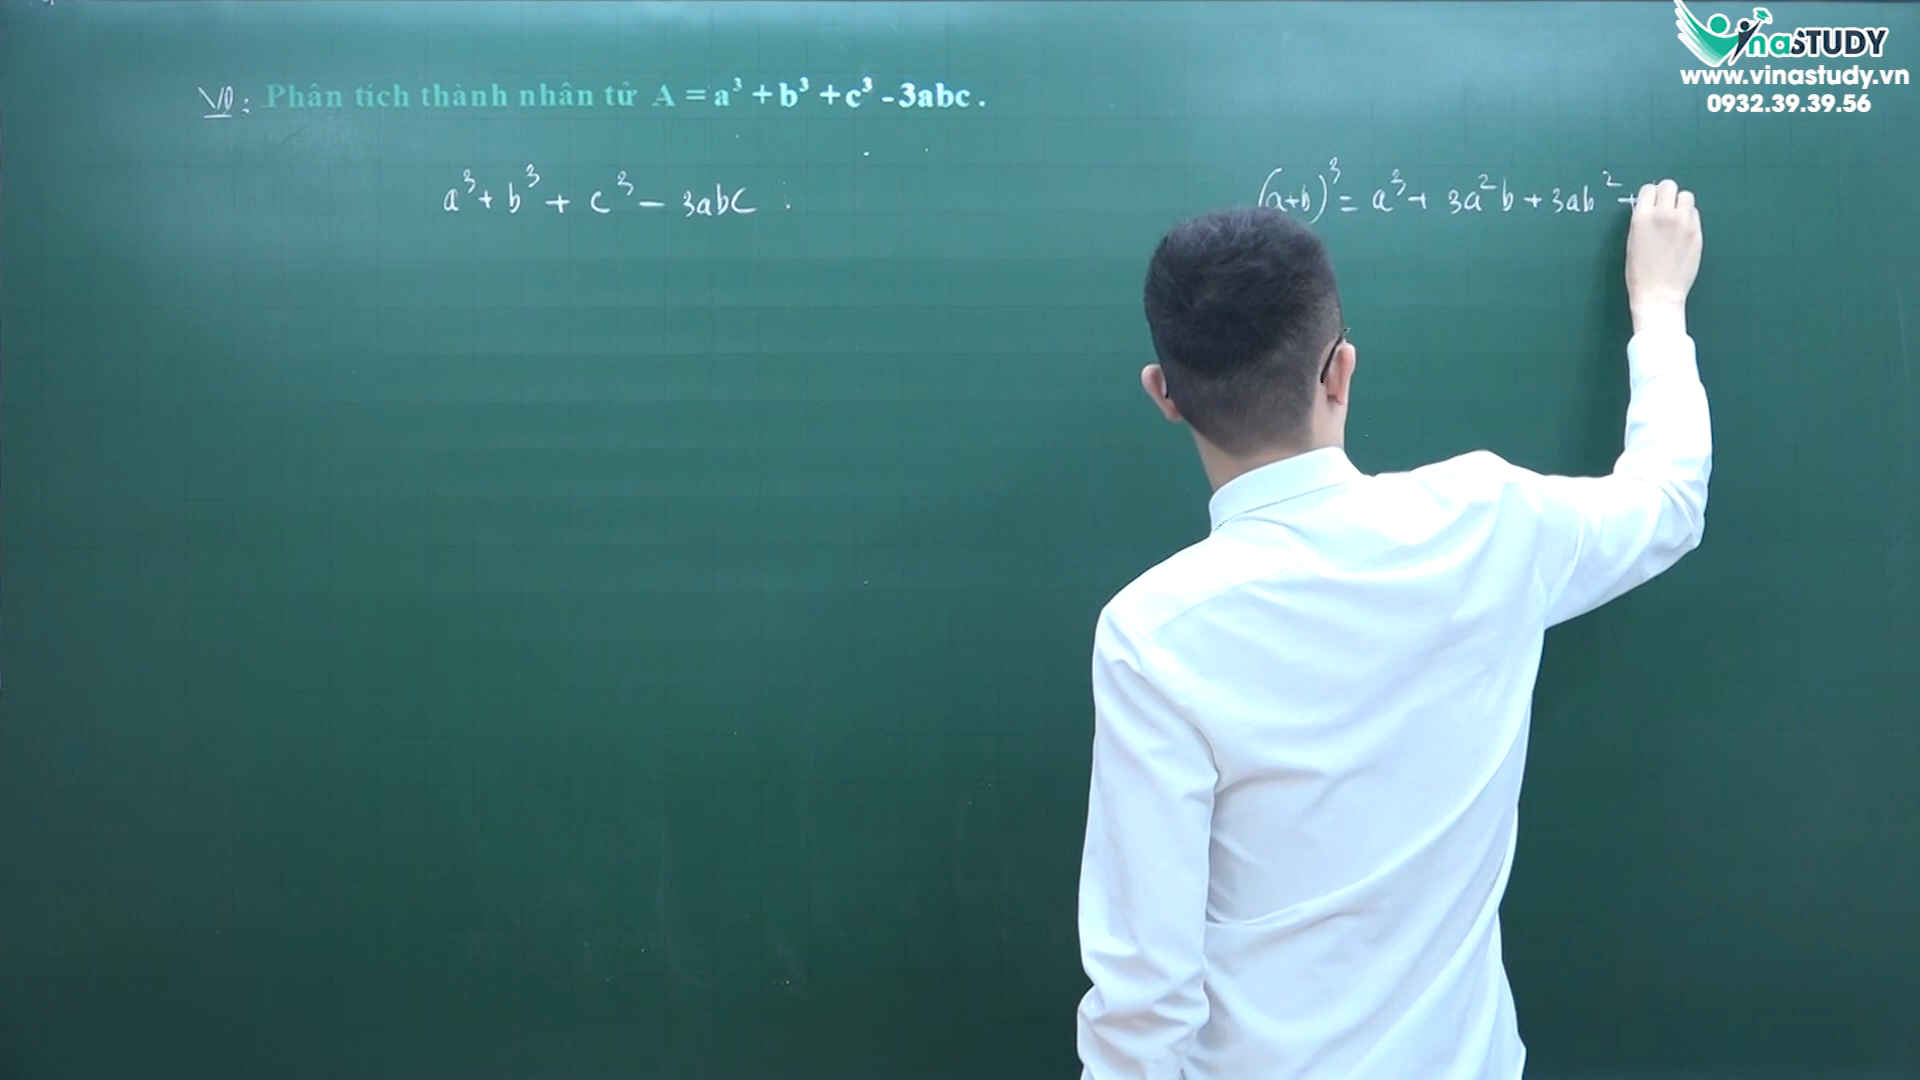 VinaSTUDY
www.vinastudy.vn
0932.39.39.56
VD: Phân tích thành nhân tử A = a³ + b³ + c³ - 3abc.
a³ + b³ + c³ - 3abc :
(a+b)³ = a³ + 3a²b + 3ab² +